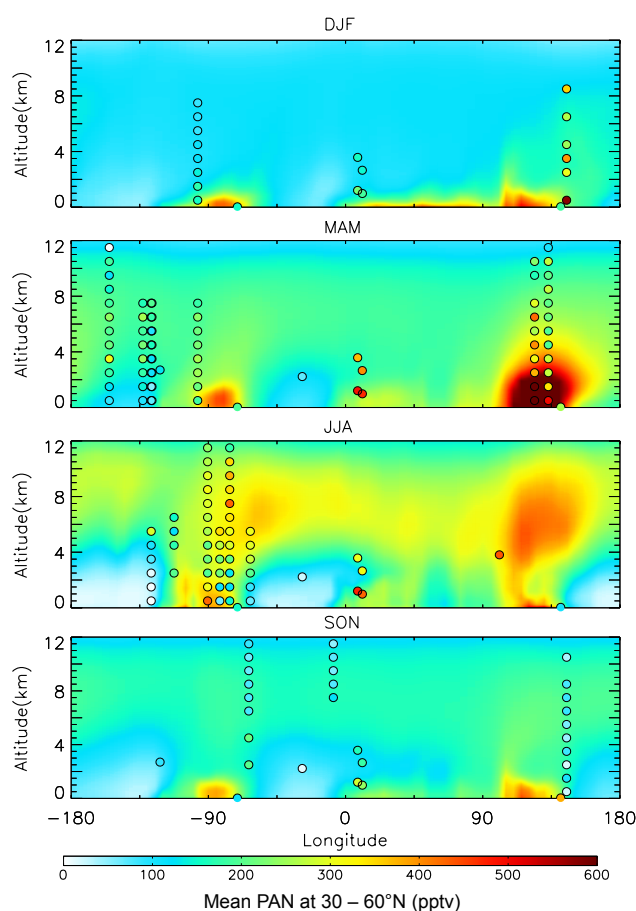 DJF
12
8
4
0
Altitude(km)
MAM
12
8
4
0
Altitude(km)
JJA
12
8
4
0
Altitude(km)
SON
12
8
4
0
Altitude(km)
-180 -90 0 90 180
Longitude
0 100 200 300 400 500 600
Mean PAN at 30 – 60°N (pptv)